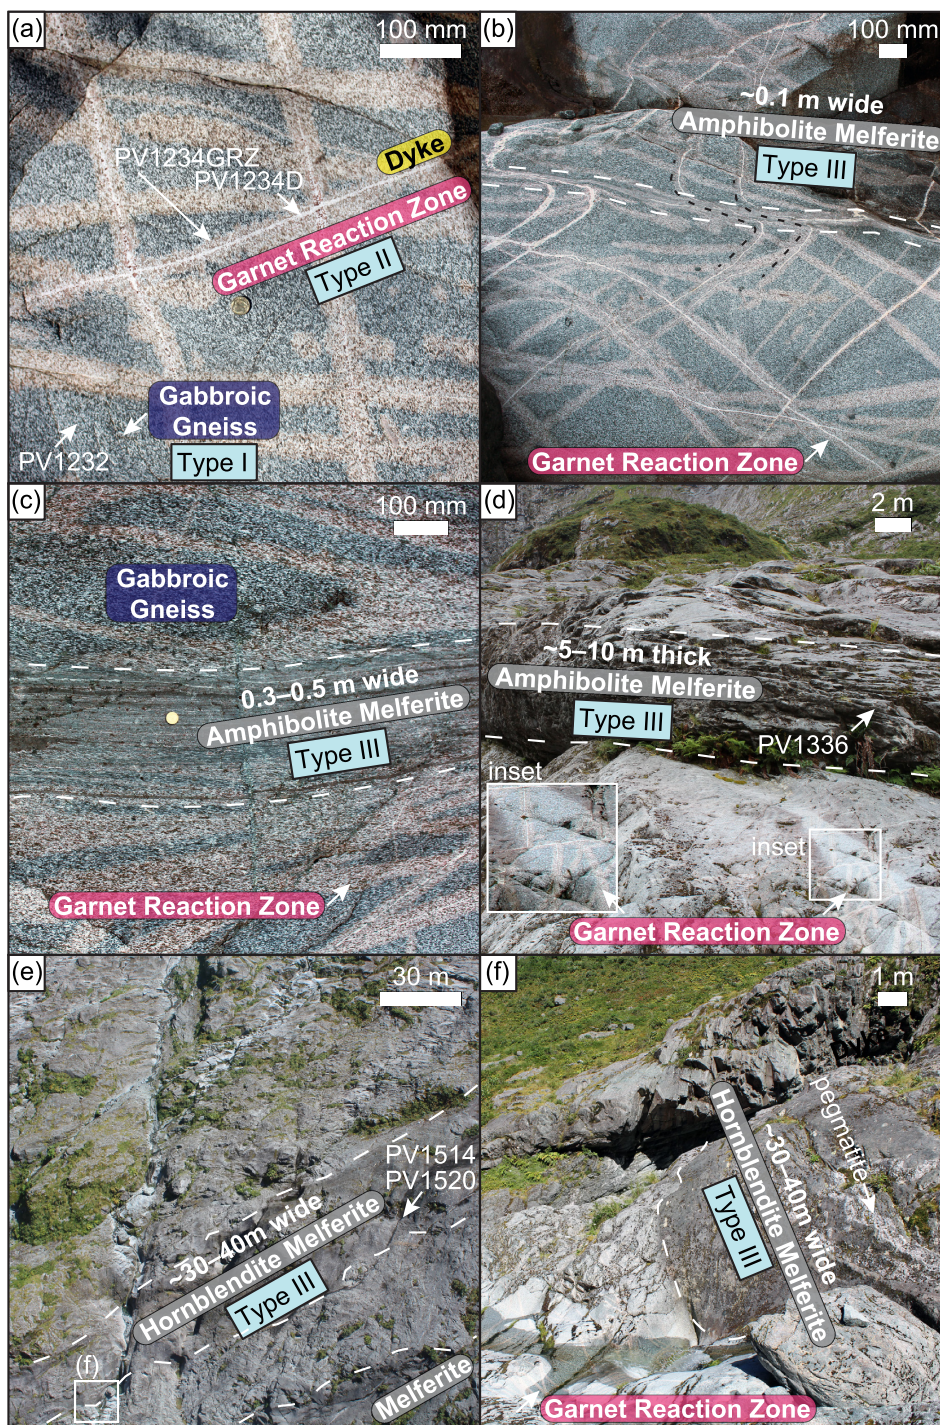 (a)
100 mm
PV1234GRZ
PV1234D
Dyke
Garnet Reaction Zone
Type II
Gabbroic
Gneiss
Type I
PV1232
(b)
100 mm
~0.1 m wide
Amphibolite Melferite
Type III
Garnet Reaction Zone
(c)
100 mm
Gabbroic
Gneiss
0.3–0.5 m wide
Amphibolite Melferite
Type III
Garnet Reaction Zone
(d)
2 m
~5–10 m thick
Amphibolite Melferite
Type III
PV1336
inset
inset
Garnet Reaction Zone
(e)
30 m
PV1514
PV1520
~30–40m wide
Hornblendite Melferite
Type III
(f)
Melferite
(f)
1 m
pegmatite
~30–40m wide
Hornblendite Melferite
Type III
Garnet Reaction Zone